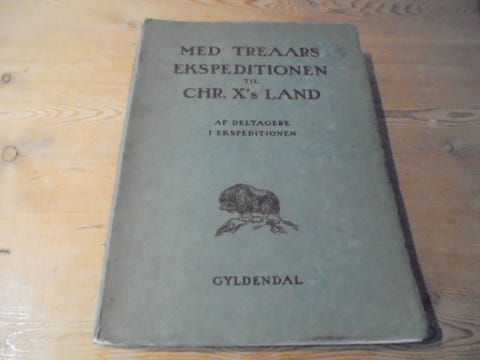 MED TREAARS
EKSPEDITIONEN
TIL
CHR. X's LAND
AF DELTAGERE
I EKSPEDITIONEN
GYLDENDAL